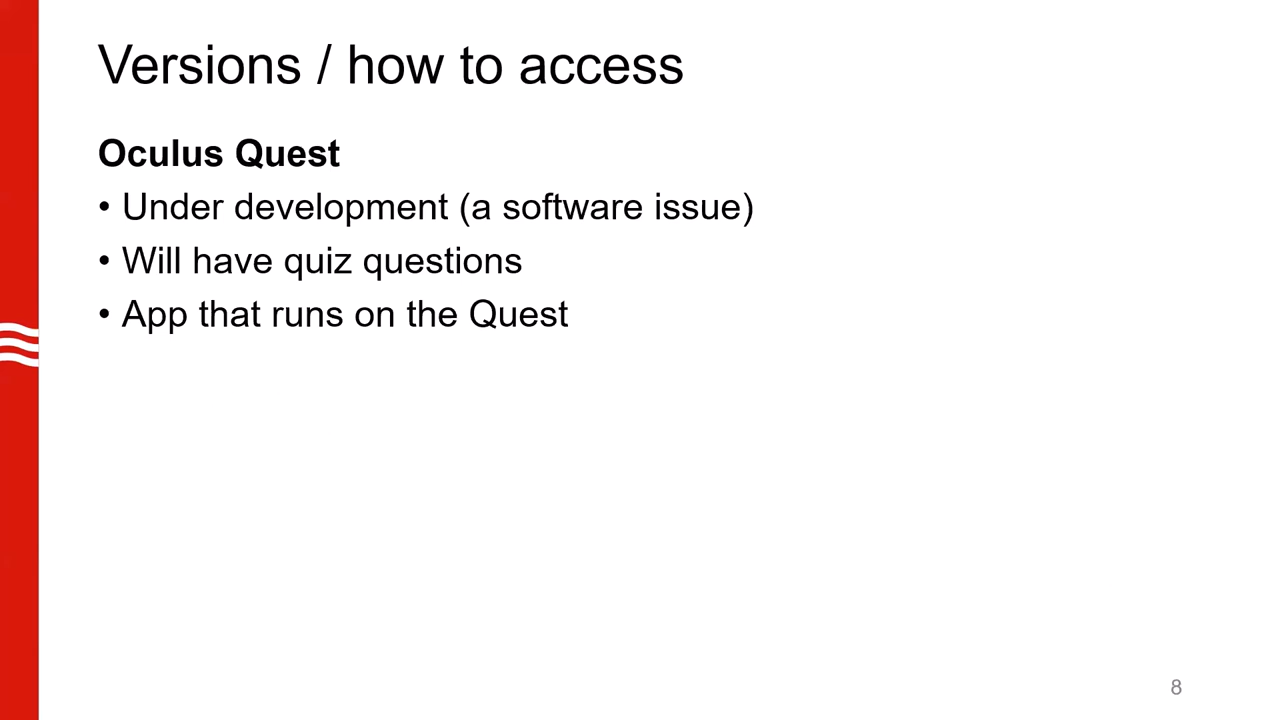 Versions / how to access
Oculus Quest
• Under development (a software issue)
• Will have quiz questions
• App that runs on the Quest
8